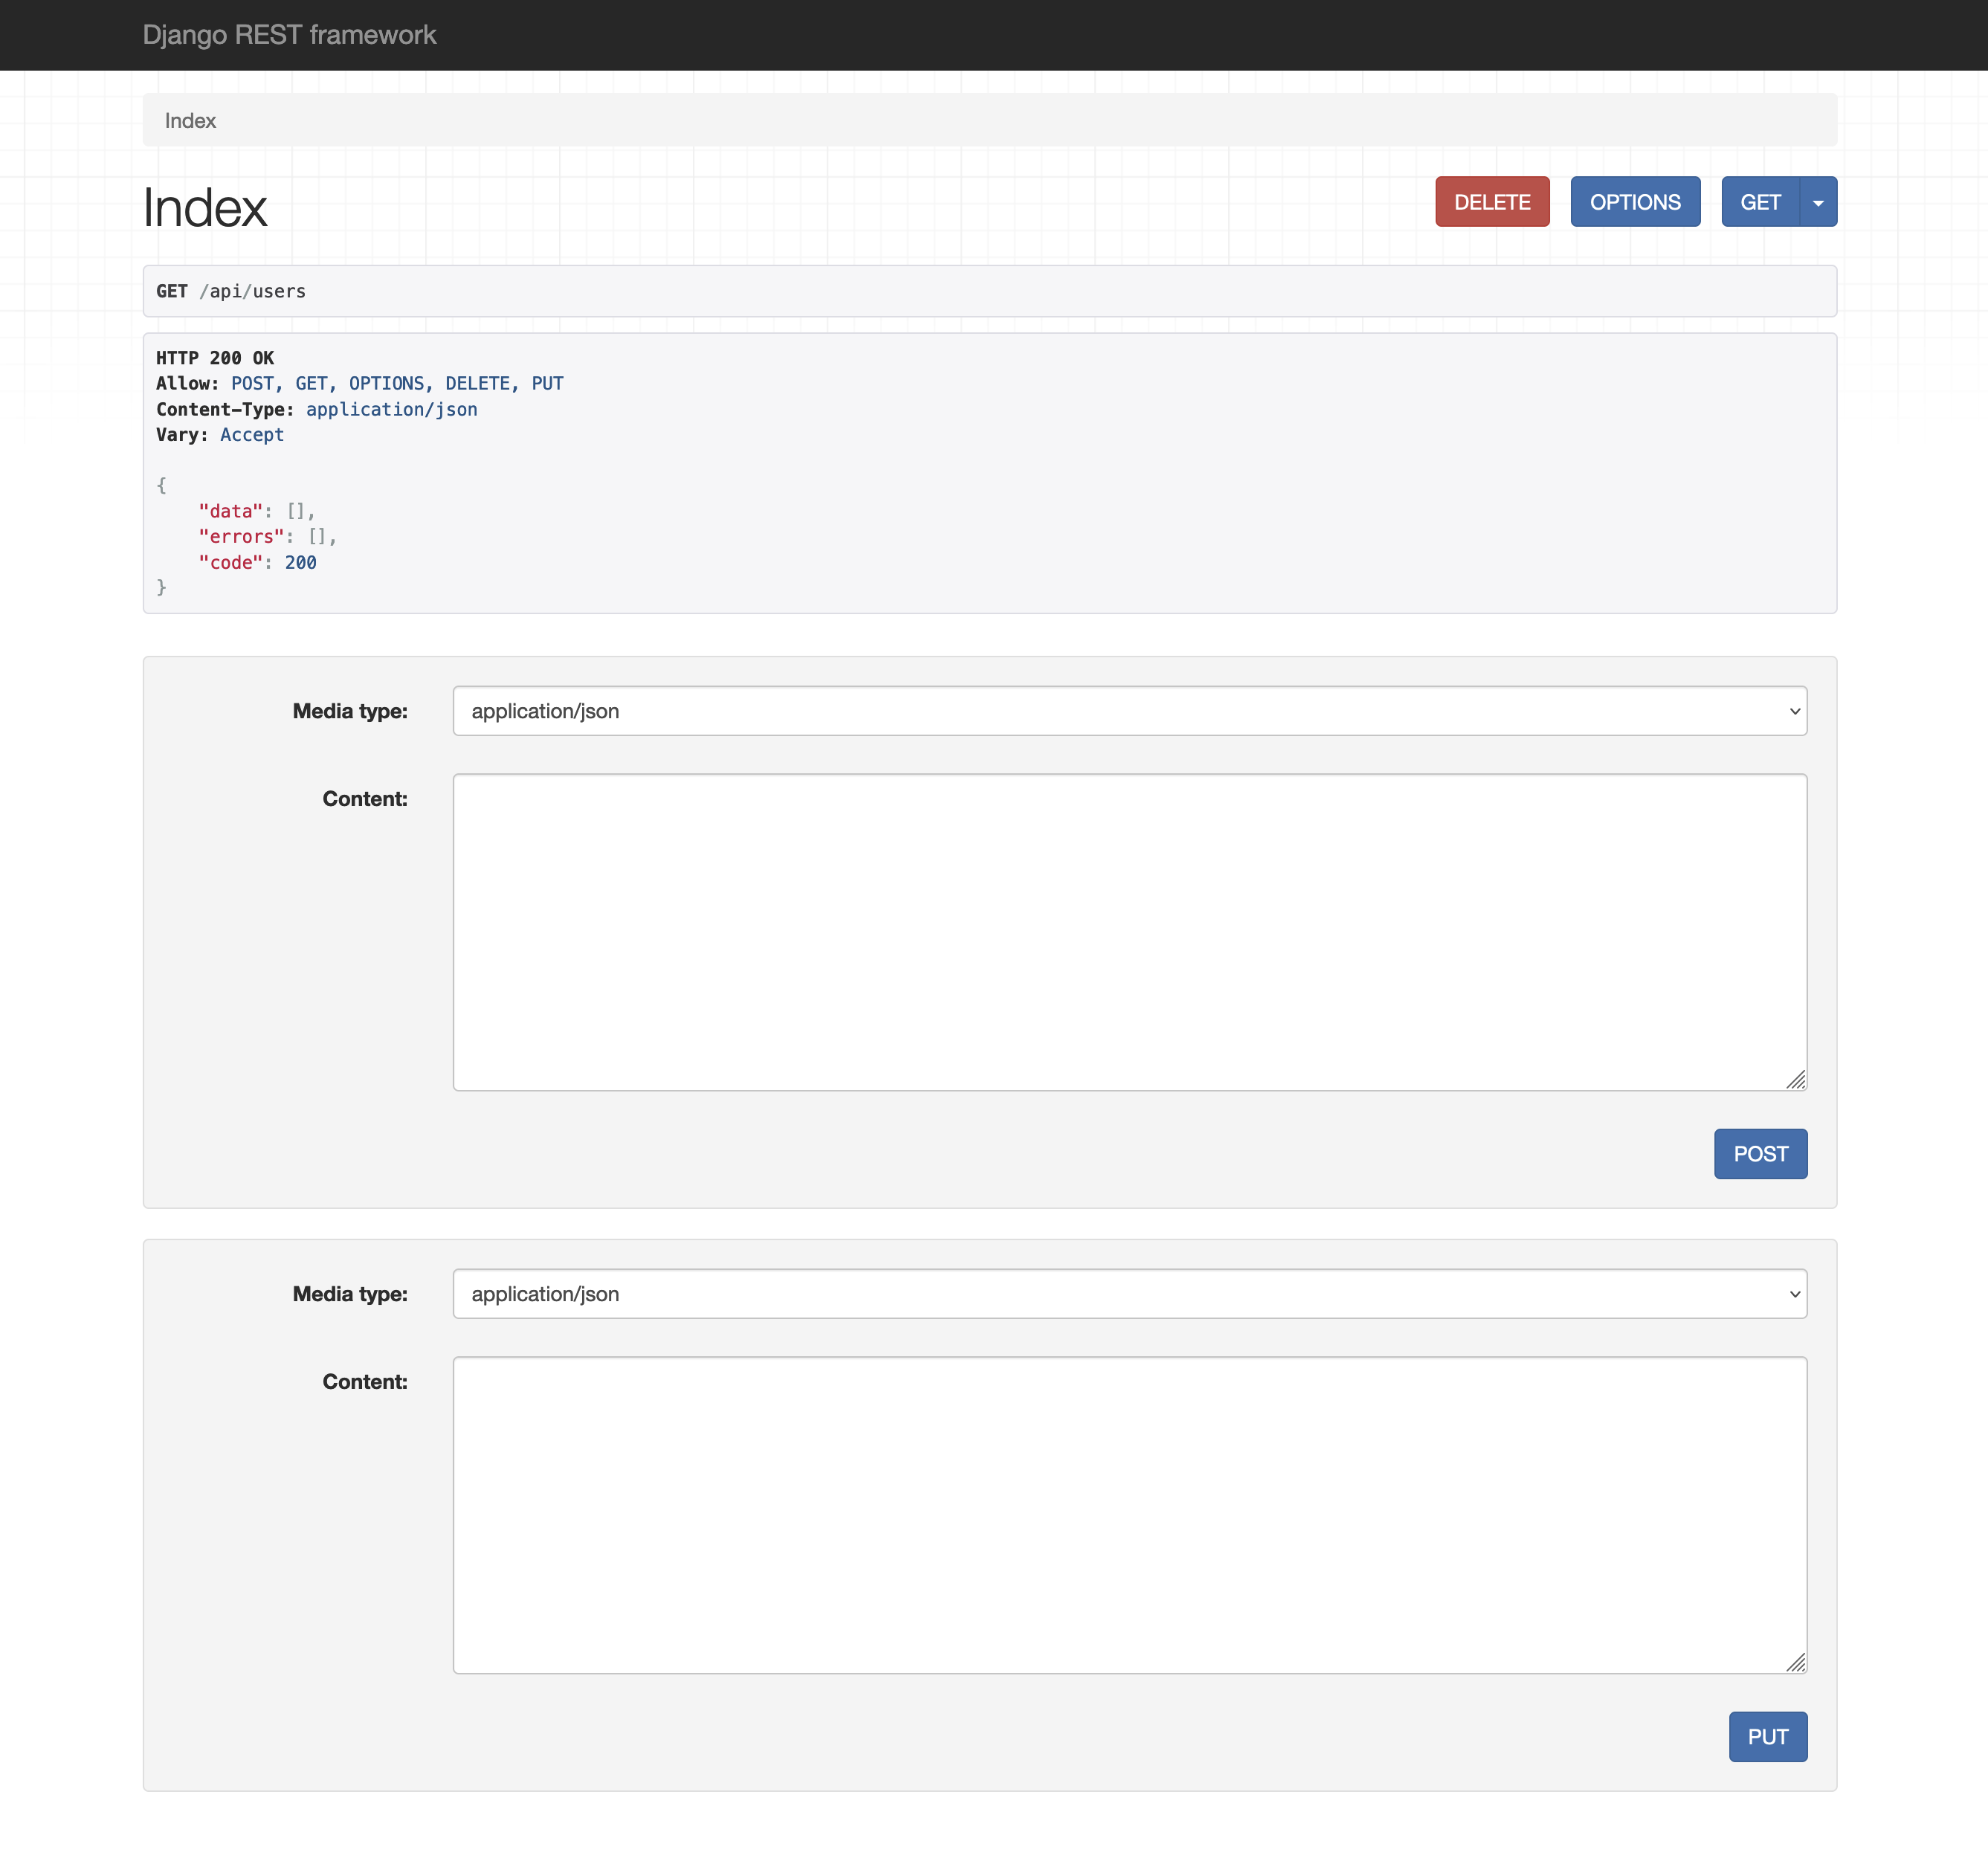 Django REST framework
Index
Index
DELETE OPTIONS GET
GET /api/users
HTTP 200 OK
Allow: POST, GET, OPTIONS, DELETE, PUT
Content-Type: application/json
Vary: Accept
{
    "data": [],
    "errors": [],
    "code": 200
}
Media type: application/json
Content:
POST
Media type: application/json
Content:
PUT